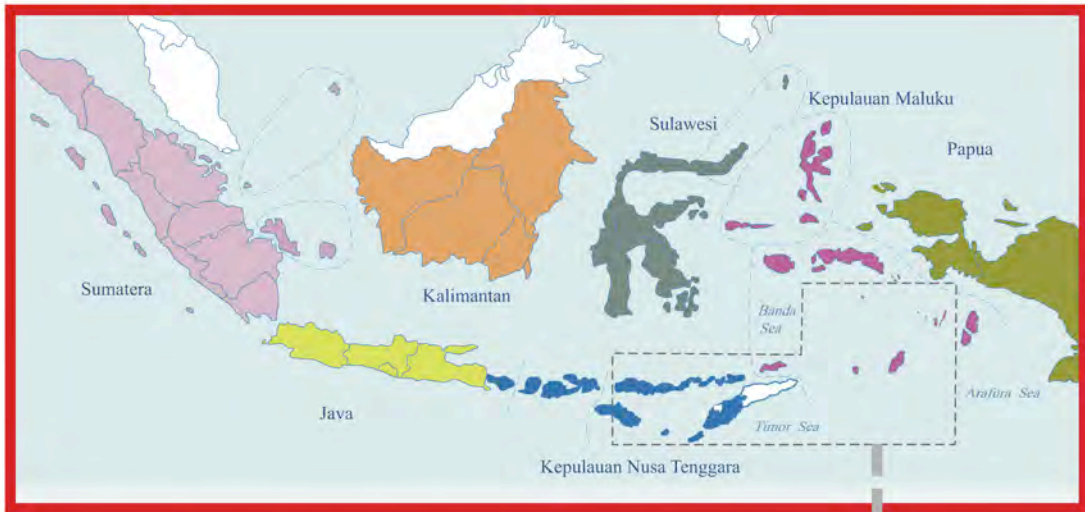 Kepulauan Maluku
Sulawesi
Papua
Sumatera
Kalimantan
Banda
Sea
Java
Arafura Sea
Timor Sea
Kepulauan Nusa Tenggara